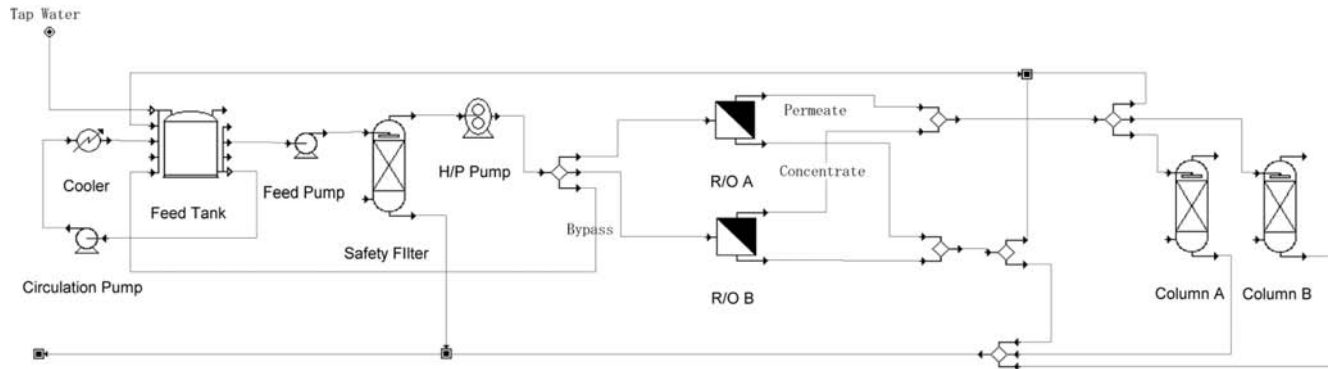 Tap Water
Permeate
H/P Pump
Concentrate
Cooler
R/O A
Feed Pump
Feed Tank
Bypass
Safety FIlter
Circulation Pump
R/O B
Column A
Column B